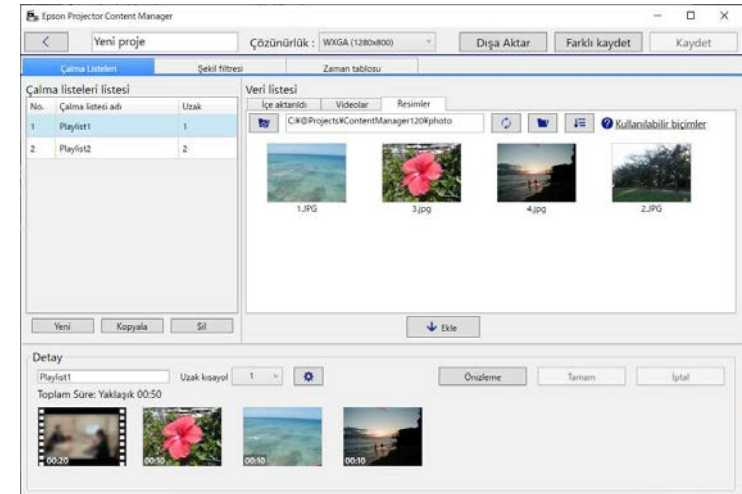 Epson Projector Content Manager
Yeni proje
Çözünürlük : WXGA (1280x800)
Dışa Aktar
Farklı kaydet
Kaydet
Çalma Listeleri
Şekil filtresi
Zaman tablosu
Çalma listeleri listesi
No. Çalma listesi adı Uzak
1 Playlist1 1
2 Playlist2 2
Yeni
Kopyala
Sil
Veri listesi
İçe aktarıldı
Videolar
Resimler
C:¥@Projects¥ContentManager120¥photo
Kullanılabilir biçimler
1.JPG
3.jpg
4.jpg
2.JPG
Ekle
Detay
Playlist1
Uzak kısayol 1
Önizleme
Tamam
İptal
Toplam Süre: Yaklaşık 00:50
00:20
00:10
00:10
00:10